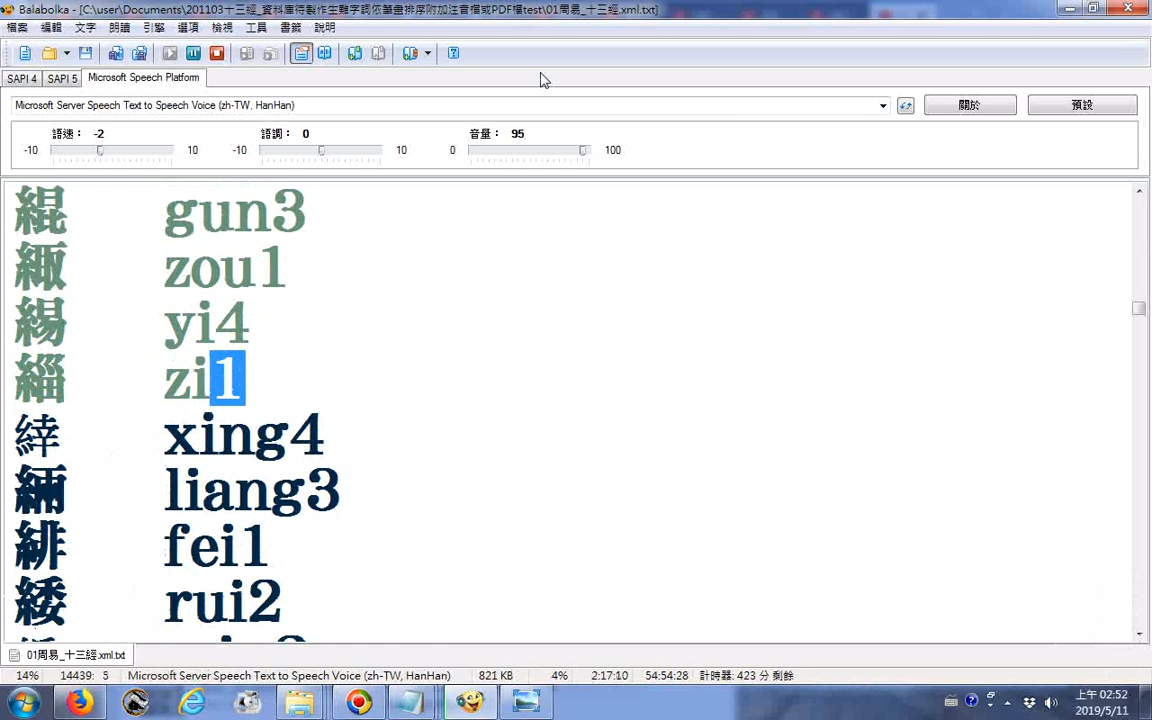 Balabolka - [C:\user\Documents\201103十三經_資料庫待製作生難字詞依筆畫排序附加注音檔或PDF檔test\01周易_十三經.xml.txt]
檔案 編輯 文字 朗讀 引擎 選項 檢視 工具 書籤 說明
SAPI 4 SAPI 5 Microsoft Speech Platform
Microsoft Server Speech Text to Speech Voice (zh-TW, HanHan) 關於 預設
語速： -2 語調： 0 音量： 95
-10 10 -10 10 0 100
緄 gun3
緅 zou1
緆 yi4
緇 zi1
緈 xing4
緉 liang3
緋 fei1
緌 rui2
01周易_十三經.xml.txt
14% 14439: 5 Microsoft Server Speech Text to Speech Voice (zh-TW, HanHan) 821 KB 4% 2:17:10 54:54:28 計時器: 423 分 剩餘
上午 02:52
2019/5/11